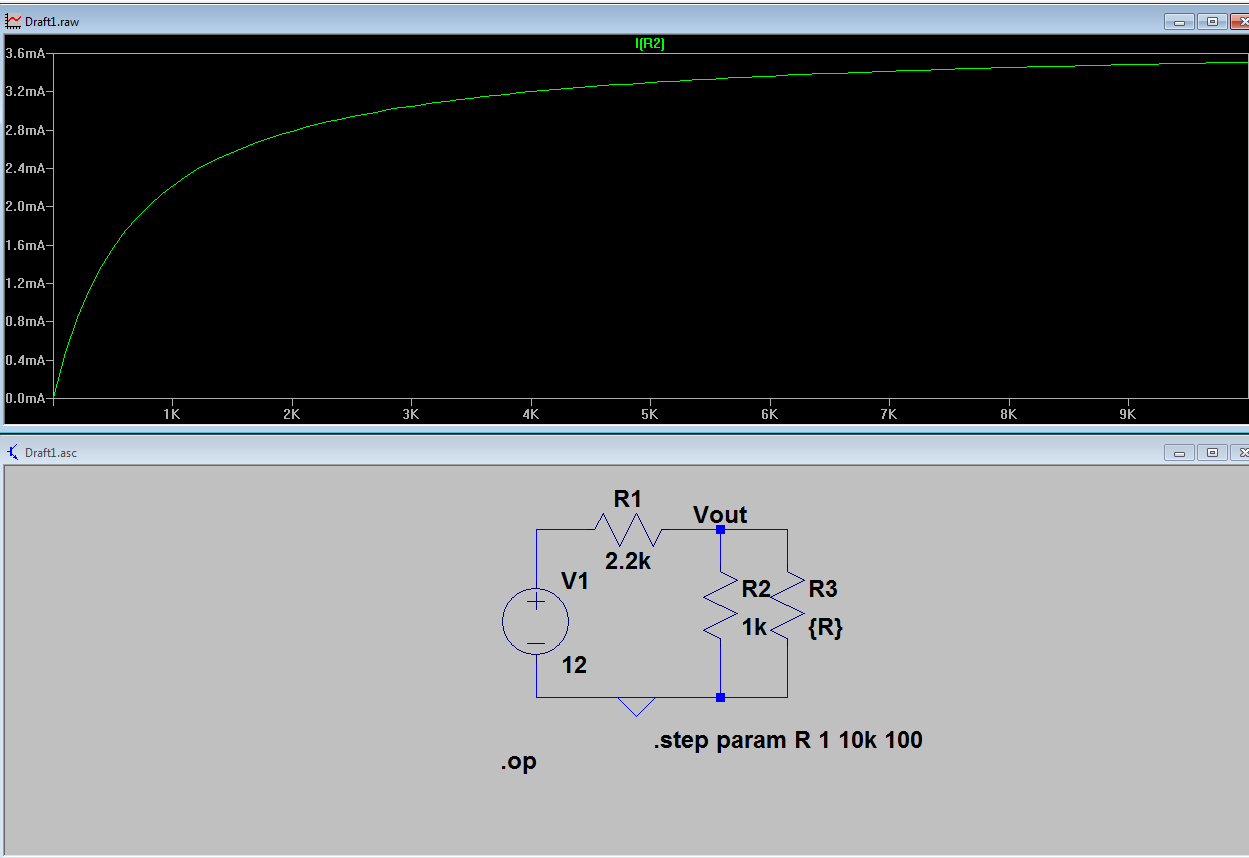 Draft1.raw
I(R2)
3.6mA
3.2mA
2.8mA
2.4mA
2.0mA
1.6mA
1.2mA
0.8mA
0.4mA
0.0mA
1K 2K 3K 4K 5K 6K 7K 8K 9K
Draft1.asc
R1
Vout
2.2k
V1
R2 R3
1k {R}
12
.step param R 1 10k 100
.op